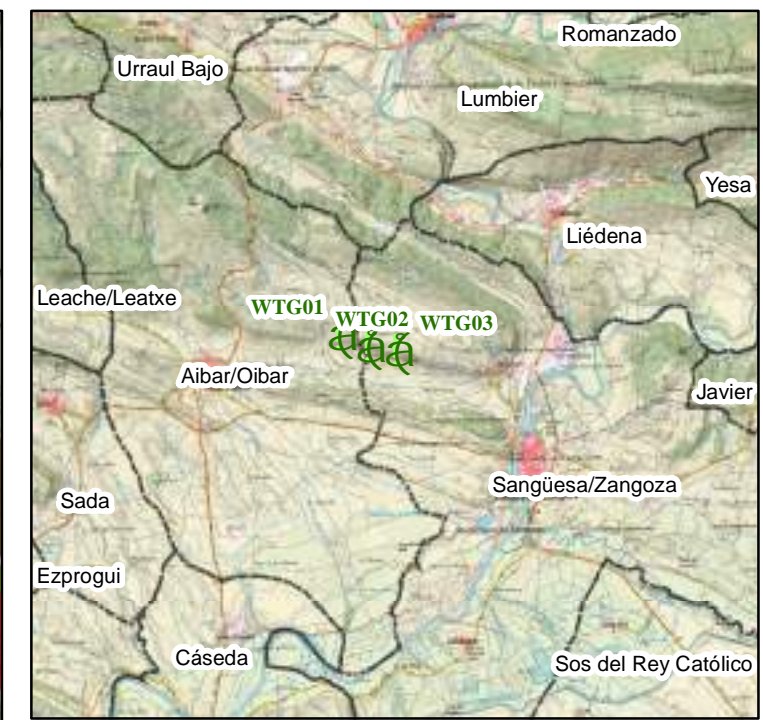 Romanzado
Urraul Bajo
Lumbier
Yesa
Liédena
Leache/Leatxe
WTG01
WTG02
WTG03
Aibar/Oibar
Javier
Sangüesa/Zangoza
Sada
Ezprogui
Cáseda
Sos del Rey Católico